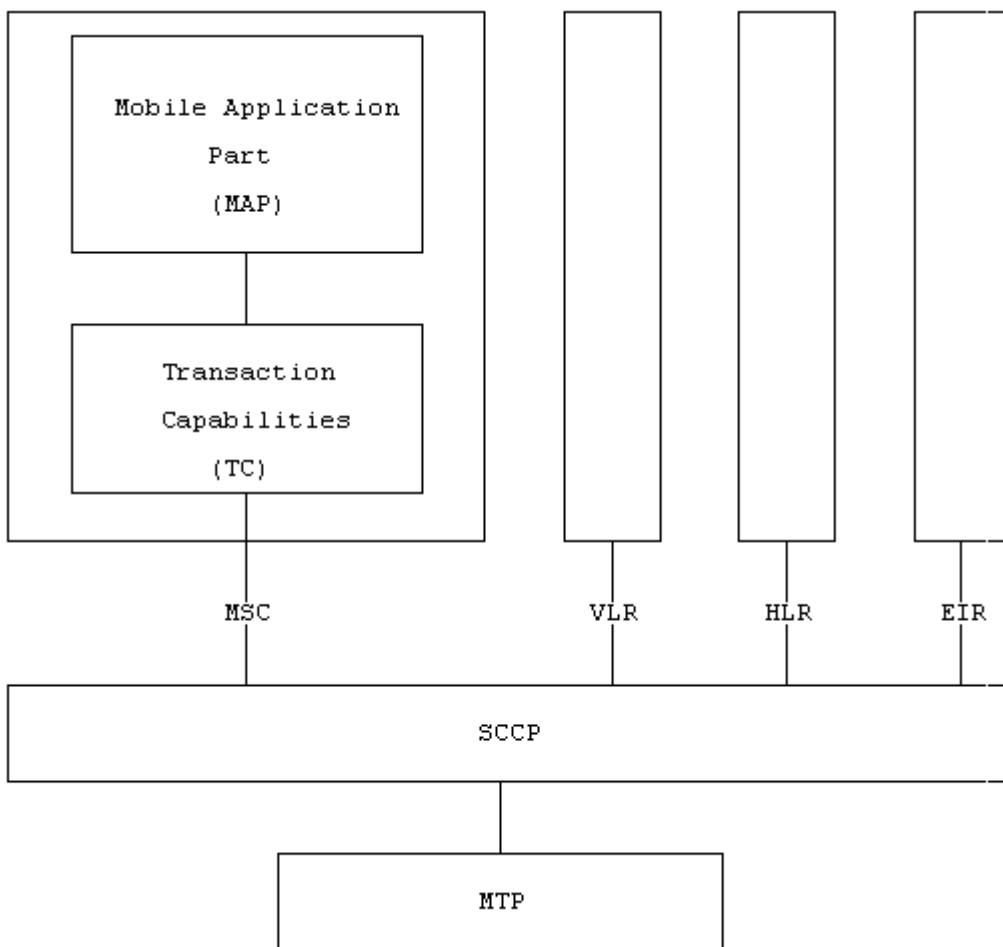 Mobile Application
Part
(MAP)
Transaction
Capabilities
(TC)
MSC
VLR
HLR
EIR
SCCP
MTP